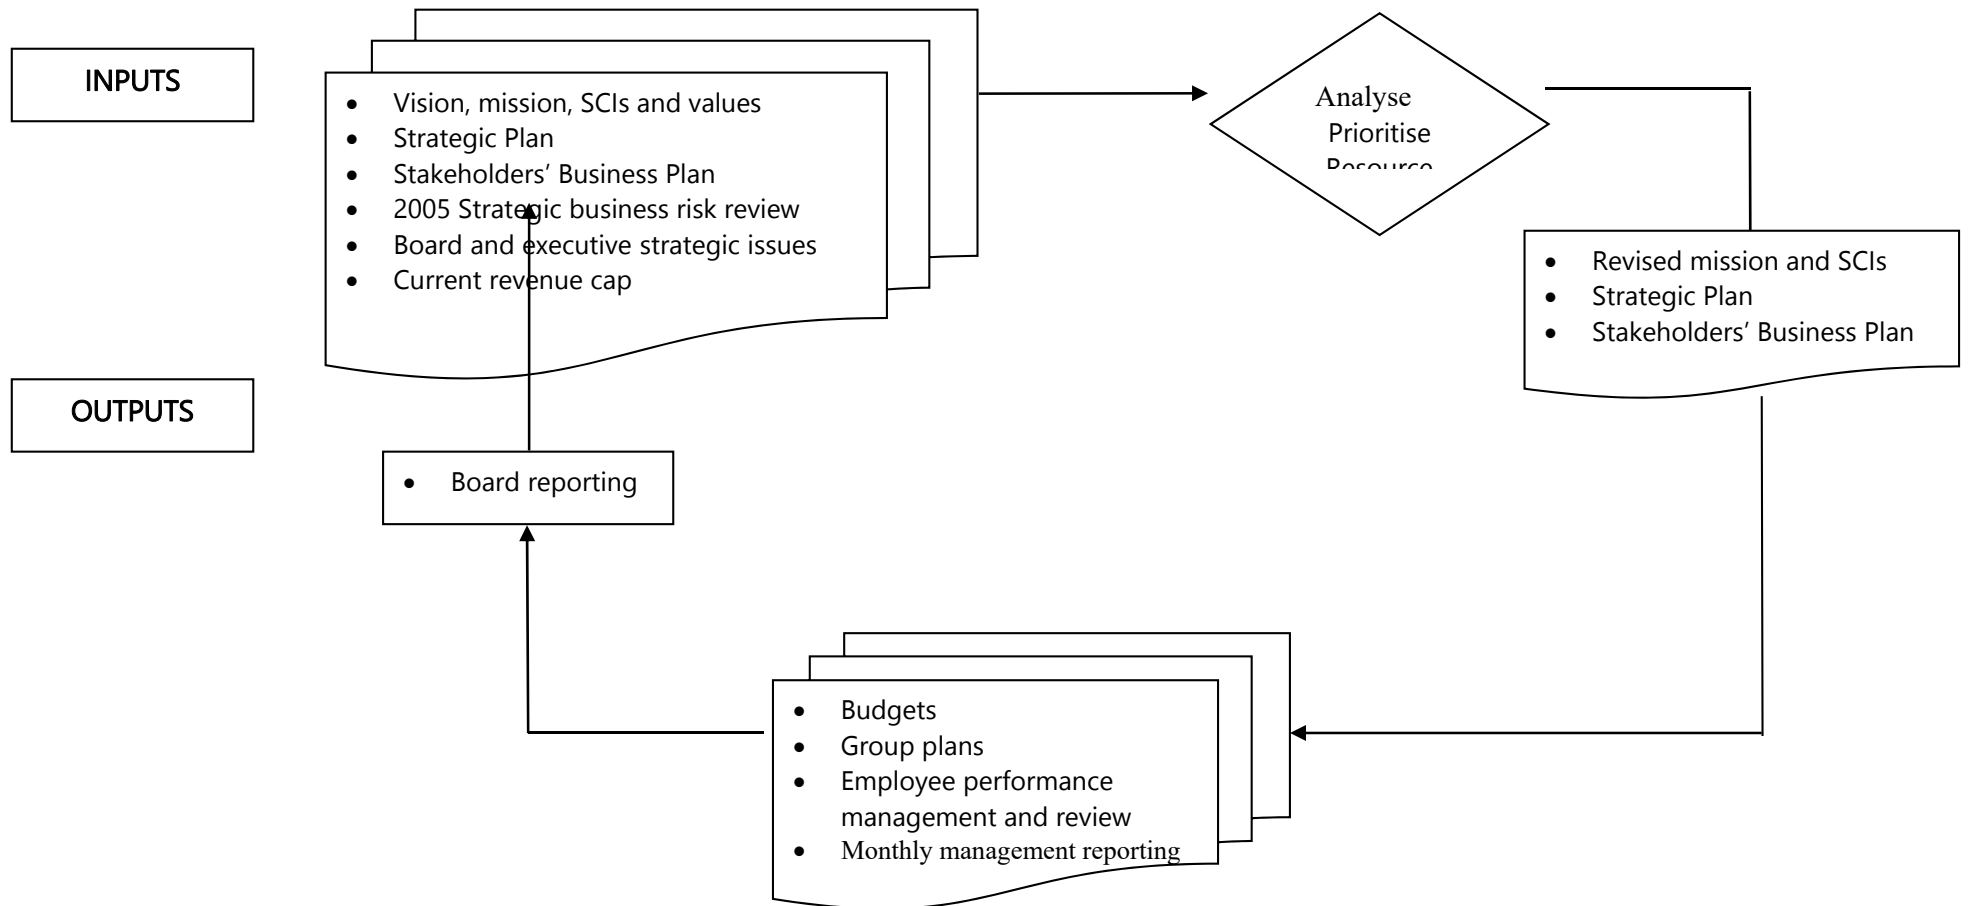 INPUTS
• Vision, mission, SCIs and values
• Strategic Plan
• Stakeholders’ Business Plan
• 2005 Strategic business risk review
• Board and executive strategic issues
• Current revenue cap
Analyse
Prioritise
Resource
• Revised mission and SCIs
• Strategic Plan
• Stakeholders’ Business Plan
OUTPUTS
• Board reporting
• Budgets
• Group plans
• Employee performance
management and review
• Monthly management reporting